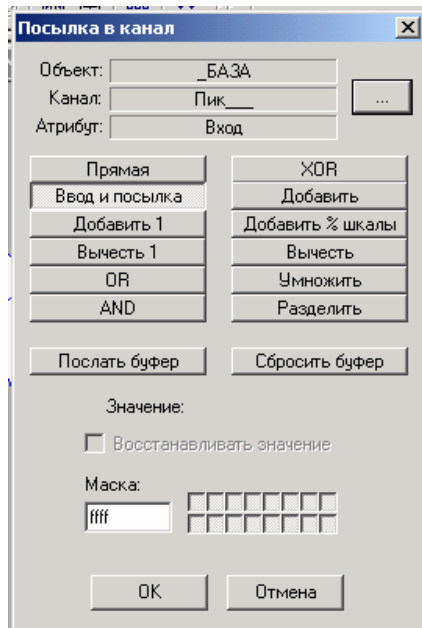 Посылка в канал
Объект: _БАЗА
Канал: Пик___
Атрибут: Вход
...
Прямая XOR
Ввод и посылка Добавить
Добавить 1 Добавить % шкалы
Вычесть 1 Вычесть
OR Умножить
AND Разделить
Послать буфер Сбросить буфер
Значение:
Восстанавливать значение
Маска:
ffff
OK Отмена